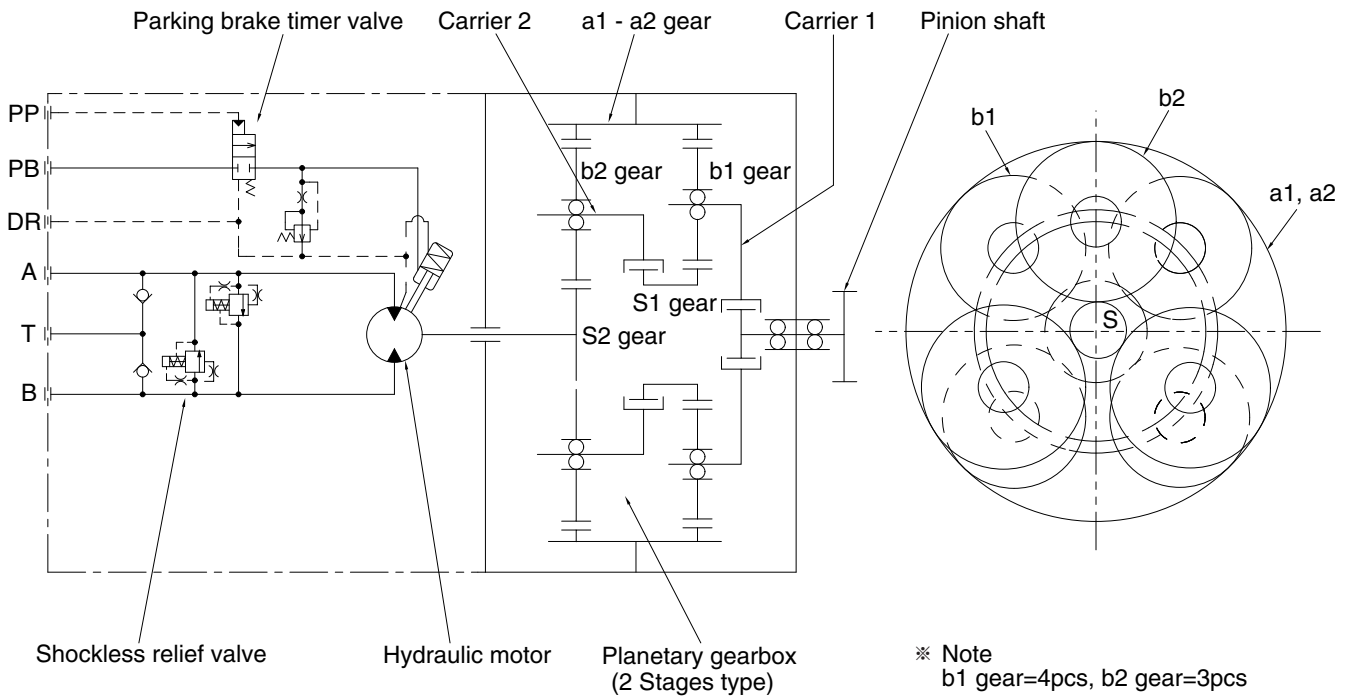 Parking brake timer valve
Carrier 2
a1 - a2 gear
Carrier 1
Pinion shaft
PP
PB
DR
A
T
B
b2 gear
b1 gear
S1 gear
S2 gear
b1
b2
a1, a2
S
Shockless relief valve
Hydraulic motor
Planetary gearbox
(2 Stages type)
※ Note
b1 gear=4pcs, b2 gear=3pcs